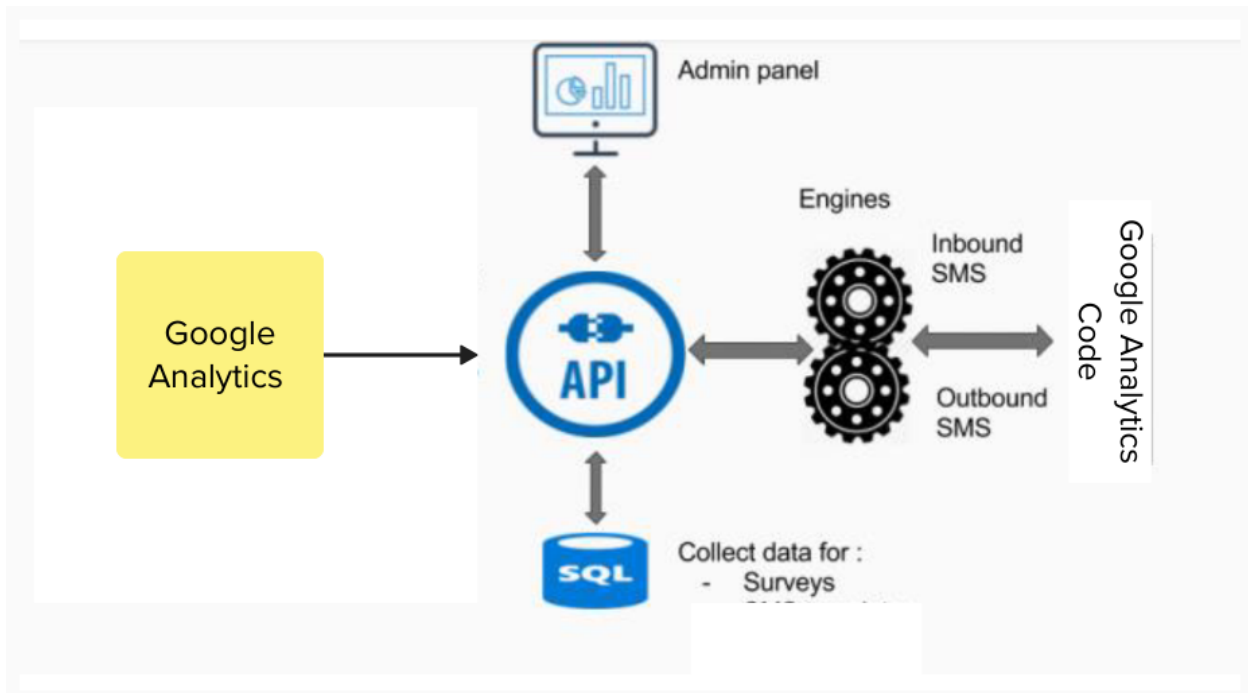 Admin panel
Engines
Inbound
SMS
Google
Analytics
API
Google Analytics
Code
Outbound
SMS
SQL
Collect data for :
- Surveys